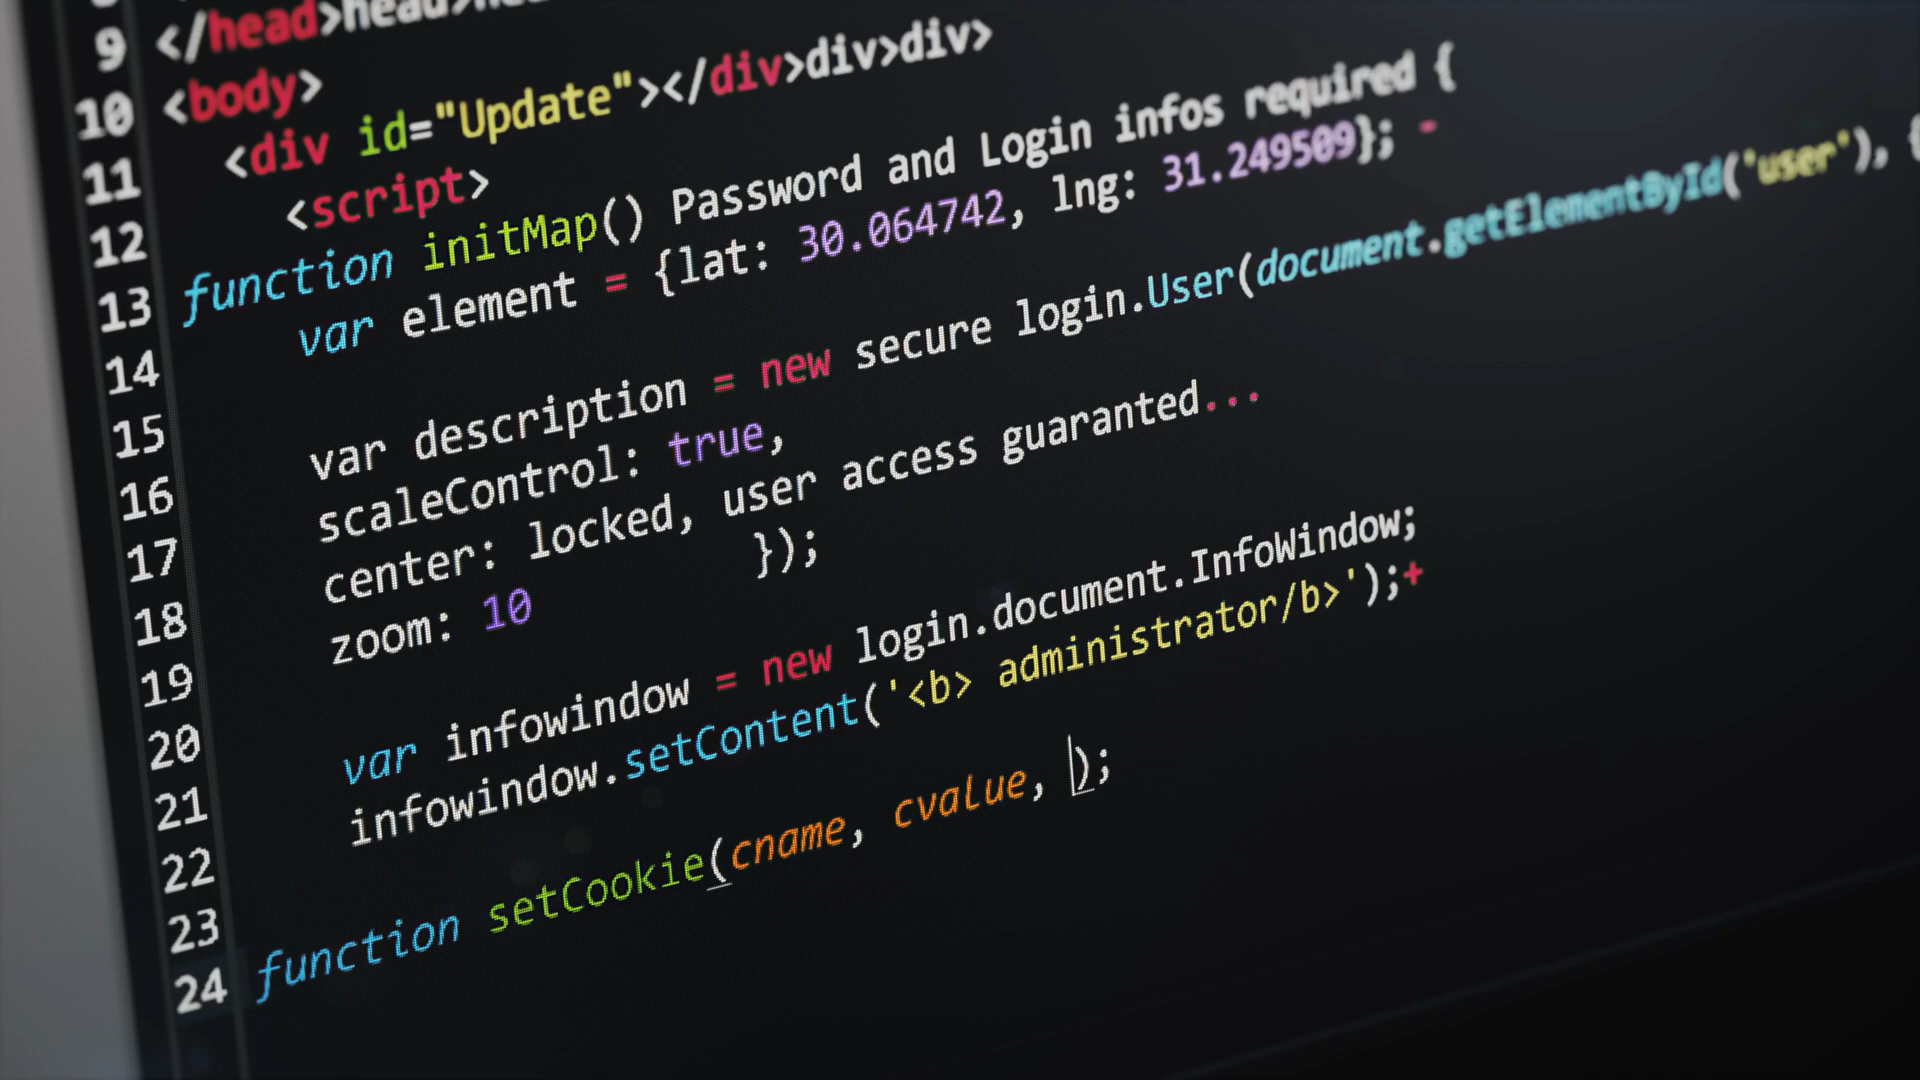 9 </head>head>
10 <body>
11 <div id="Update"></div>div>div>
12 <script>
13 function initMap() Password and Login infos required {
14 var element = {lat: 30.064742, lng: 31.249509}; -
15
16 var description = new secure login.User(document.getElementById('user'), {
17 scaleControl: true,
18 center: locked, user access guaranted...
19 zoom: 10 });
20
21 var infowindow = new login.document.InfoWindow;
22 infowindow.setContent('<b> administrator/b>');+
23
24 function setCookie(cname, cvalue, );